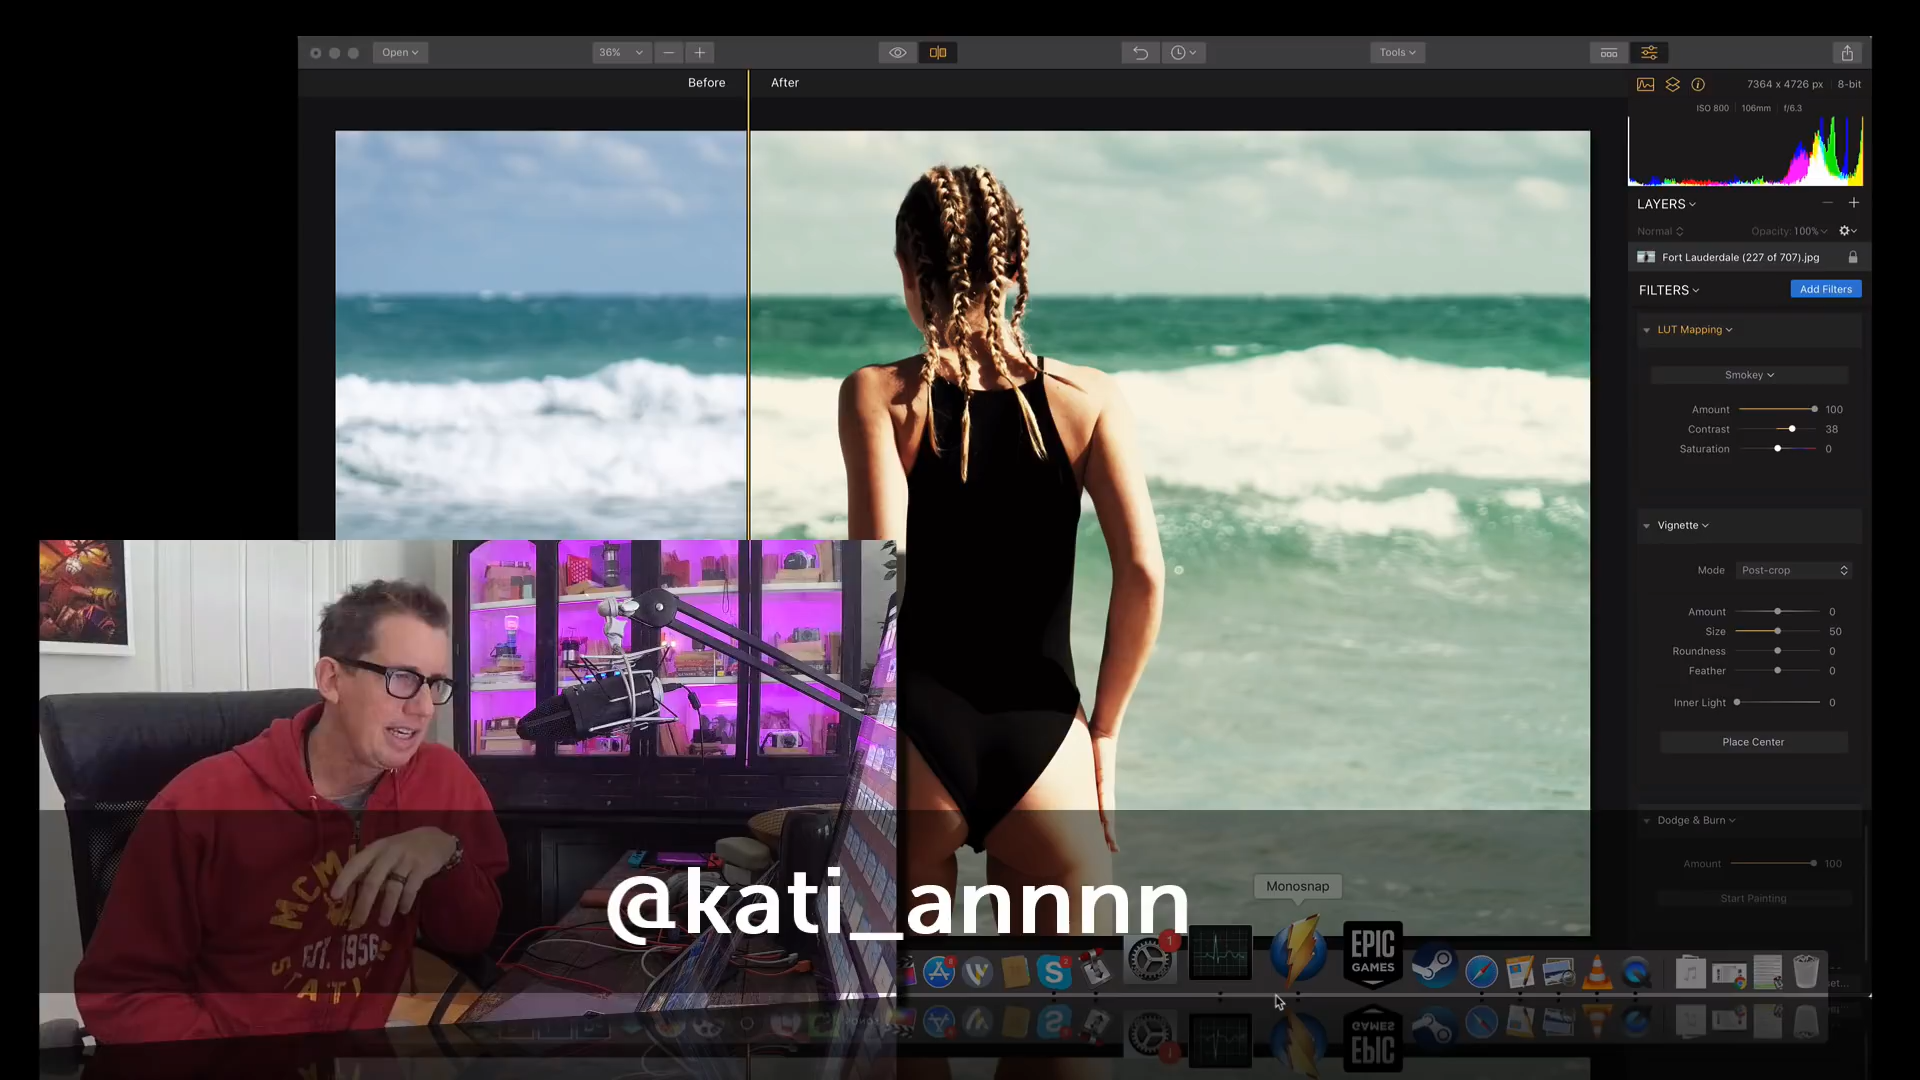 Open
36%
Tools
Before
After
7364 x 4726 px
8-bit
ISO 800
106mm
f/6.3
LAYERS
Normal
Opacity: 100%
Fort Lauderdale (227 of 707).jpg
FILTERS
Add Filters
LUT Mapping
Smokey
Amount
100
Contrast
38
Saturation
0
Vignette
Mode
Post-crop
Amount
0
Size
50
Roundness
0
Feather
0
Inner Light
0
Place Center
Dodge & Burn
Amount
100
Start Painting
@kati_annnn
Monosnap
EST. 1956
EPIC
GAMES